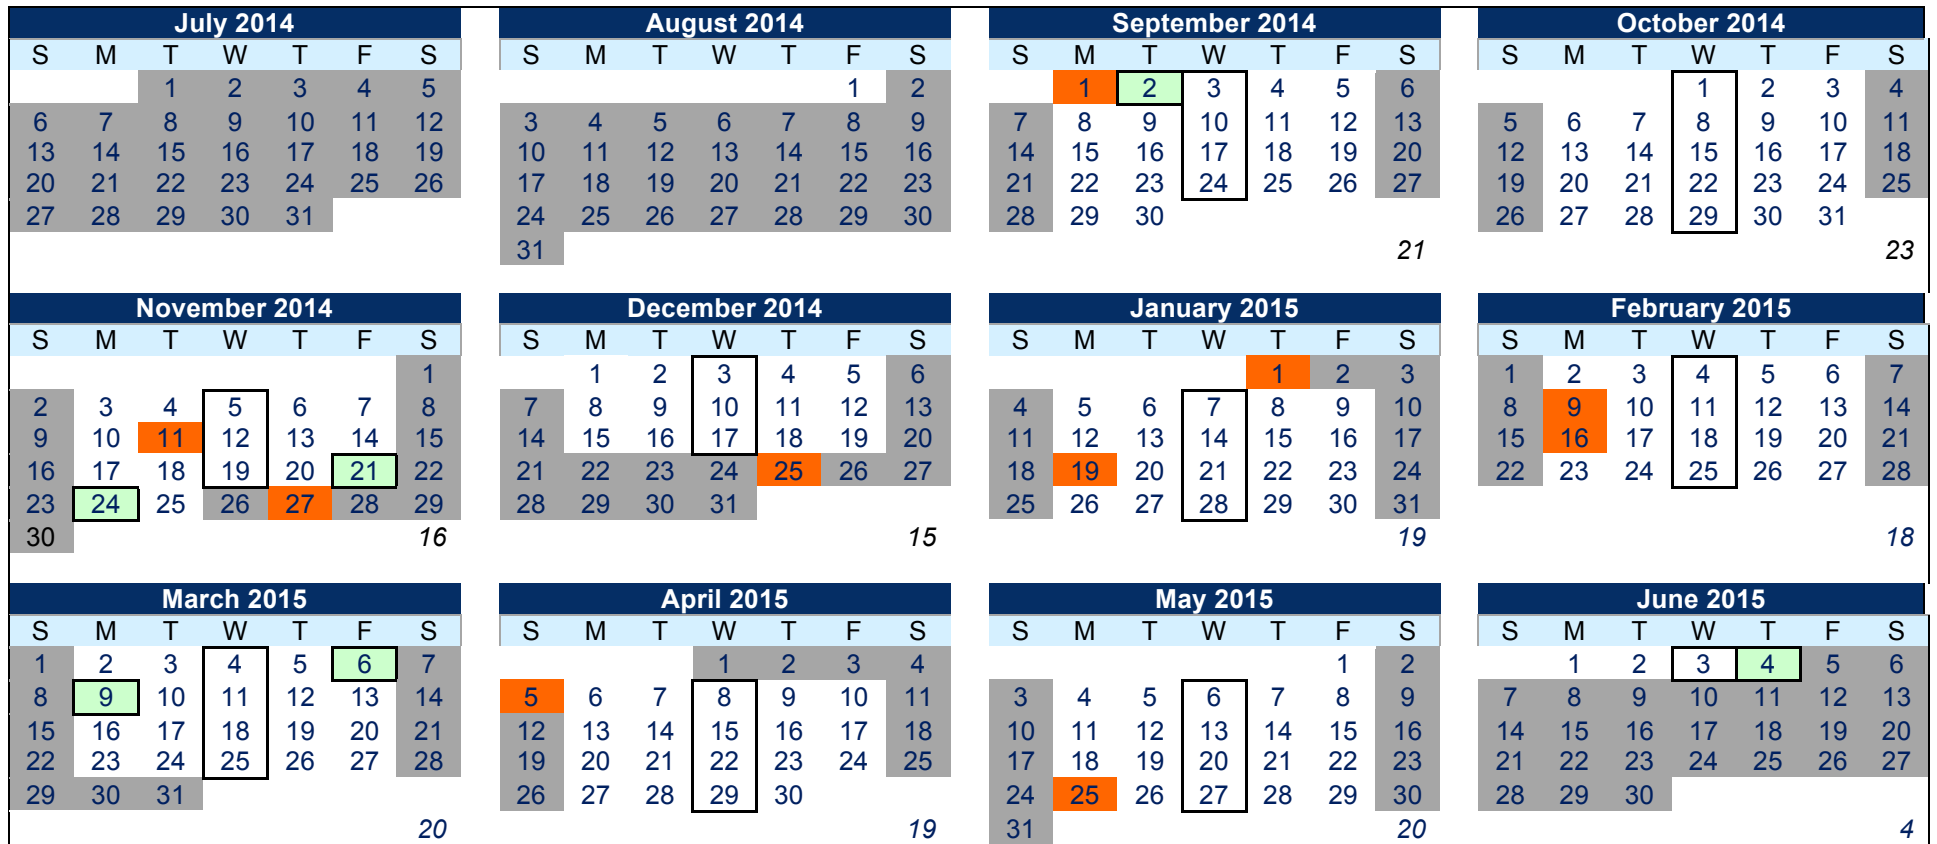 July 2014 August 2014 September 2014 October 2014
S M T W T F S S M T W T F S S M T W T F S S M T W T F S
1 2 3 4 5 1 2 1 2 3 4 5 6 1 2 3 4
6 7 8 9 10 11 12 3 4 5 6 7 8 9 7 8 9 10 11 12 13 5 6 7 8 9 10 11
13 14 15 16 17 18 19 10 11 12 13 14 15 16 14 15 16 17 18 19 20 12 13 14 15 16 17 18
20 21 22 23 24 25 26 17 18 19 20 21 22 23 21 22 23 24 25 26 27 19 20 21 22 23 24 25
27 28 29 30 31 24 25 26 27 28 29 30 28 29 30 26 27 28 29 30 31
31 21 23
November 2014 December 2014 January 2015 February 2015
S M T W T F S S M T W T F S S M T W T F S S M T W T F S
1 1 2 3 4 5 6 1 2 3 1 2 3 4 5 6 7
2 3 4 5 6 7 8 7 8 9 10 11 12 13 4 5 6 7 8 9 10 8 9 10 11 12 13 14
9 10 11 12 13 14 15 14 15 16 17 18 19 20 11 12 13 14 15 16 17 15 16 17 18 19 20 21
16 17 18 19 20 21 22 21 22 23 24 25 26 27 18 19 20 21 22 23 24 22 23 24 25 26 27 28
23 24 25 26 27 28 29 28 29 30 31 25 26 27 28 29 30 31
30 16 15 19 18
March 2015 April 2015 May 2015 June 2015
S M T W T F S S M T W T F S S M T W T F S S M T W T F S
1 2 3 4 5 6 7 1 2 3 4 1 2 1 2 3 4 5 6
8 9 10 11 12 13 14 5 6 7 8 9 10 11 3 4 5 6 7 8 9 7 8 9 10 11 12 13
15 16 17 18 19 20 21 12 13 14 15 16 17 18 10 11 12 13 14 15 16 14 15 16 17 18 19 20
22 23 24 25 26 27 28 19 20 21 22 23 24 25 17 18 19 20 21 22 23 21 22 23 24 25 26 27
29 30 31 26 27 28 29 30 24 25 26 27 28 29 30 28 29 30
20 19 31 20 4